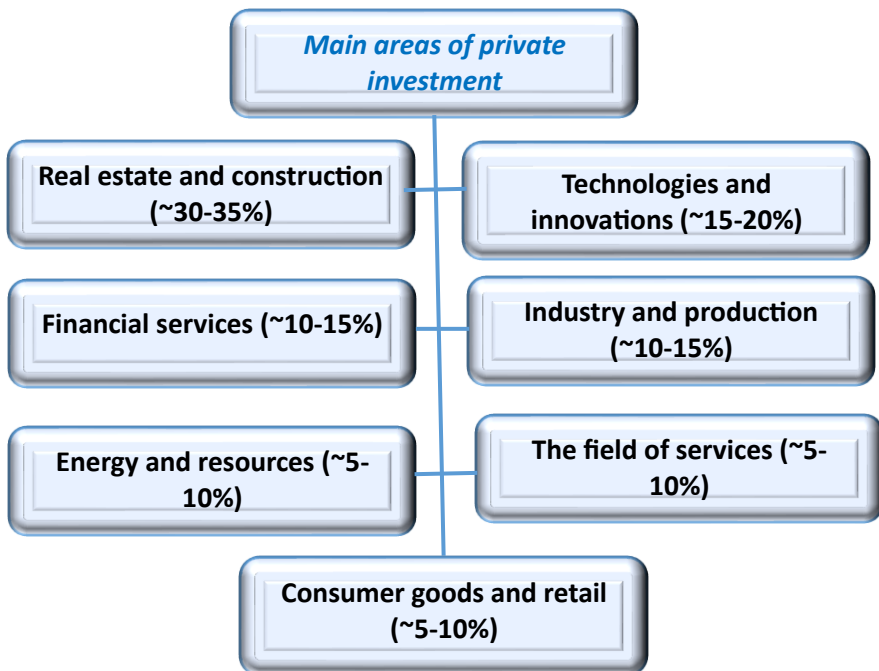 Main areas of private
investment
Real estate and construction
(~30-35%)
Technologies and
innovations (~15-20%)
Financial services (~10-15%)
Industry and production
(~10-15%)
Energy and resources (~5-
10%)
The field of services (~5-
10%)
Consumer goods and retail
(~5-10%)